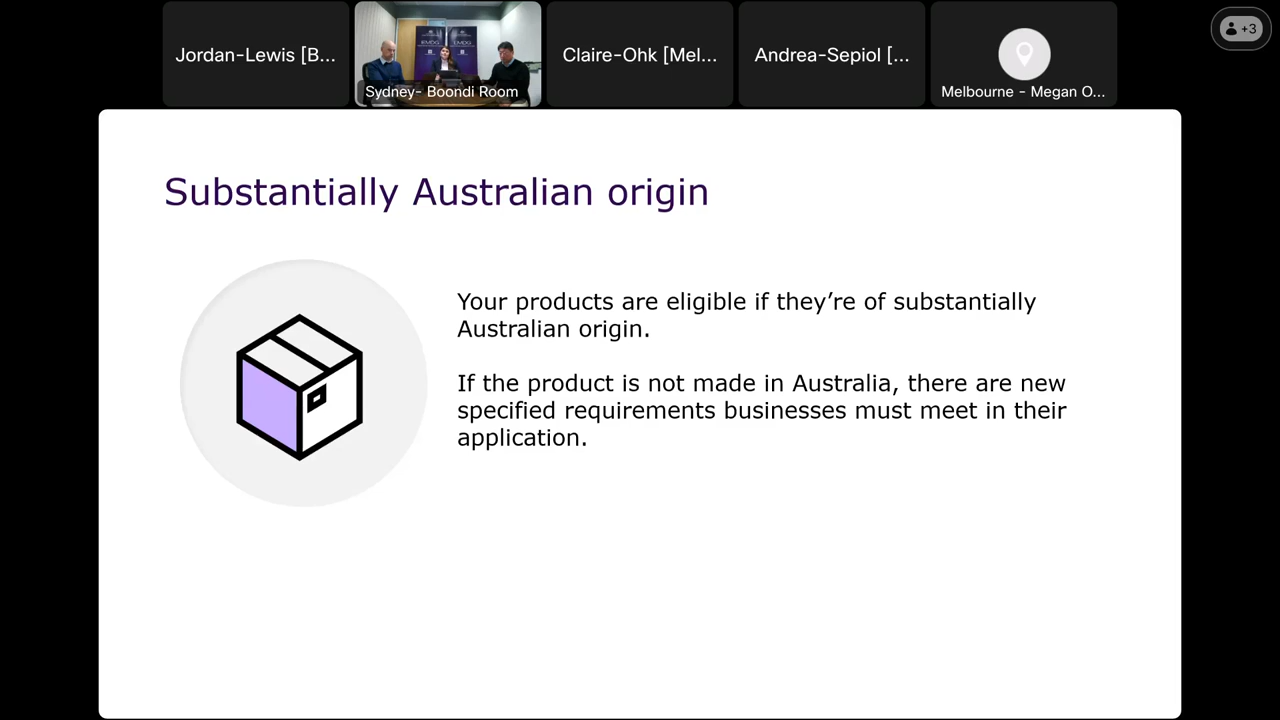 Jordan-Lewis [B...
Sydney- Boondi Room
Claire-Ohk [Mel...
Andrea-Sepiol [...
Melbourne - Megan O...
+3
EMDG
EMDG
Substantially Australian origin
Your products are eligible if they’re of substantially
Australian origin.
If the product is not made in Australia, there are new
specified requirements businesses must meet in their
application.